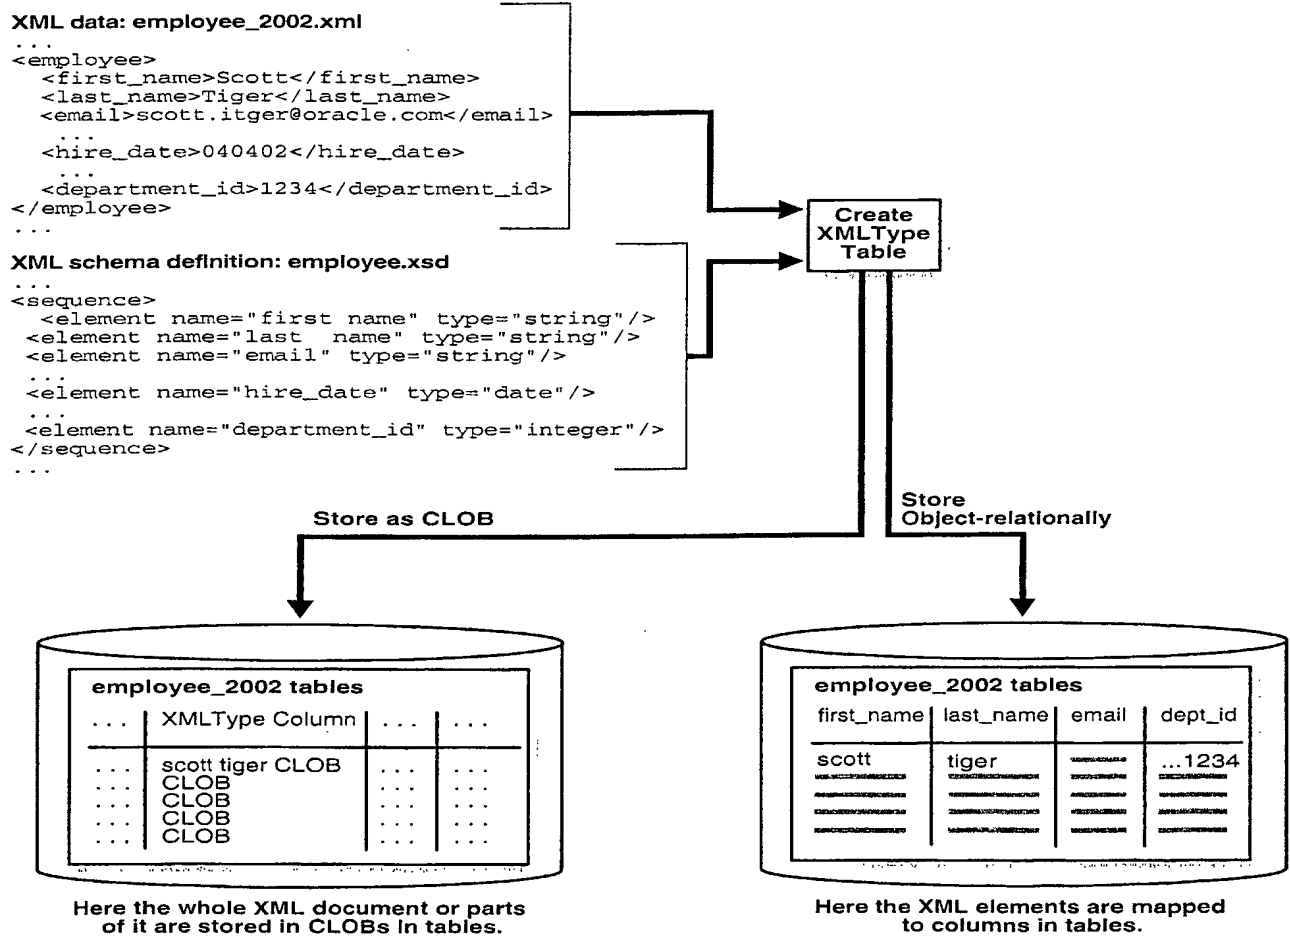 XML data: employee_2002.xml
...
<employee>
<first_name>Scott</first_name>
<last_name>Tiger</last_name>
<email>scott.itger@oracle.com</email>
...
<hire_date>040402</hire_date>
...
<department_id>1234</department_id>
</employee>
...
XML schema definition: employee.xsd
...
<sequence>
<element name="first name" type="string"/>
<element name="last name" type="string"/>
<element name="email" type="string"/>
...
<element name="hire_date" type="date"/>
...
<element name="department_id" type="integer"/>
</sequence>
...
Create
XMLType
Table
Store as CLOB
Store
Object-relationally
employee_2002 tables
... XMLType Column ... ...
... scott tiger CLOB ... ...
... CLOB ... ...
... CLOB ... ...
... CLOB ... ...
... CLOB ... ...
Here the whole XML document or parts
of it are stored in CLOBs in tables.
employee_2002 tables
first_name last_name email dept_id
scott tiger ...1234
Here the XML elements are mapped
to columns in tables.